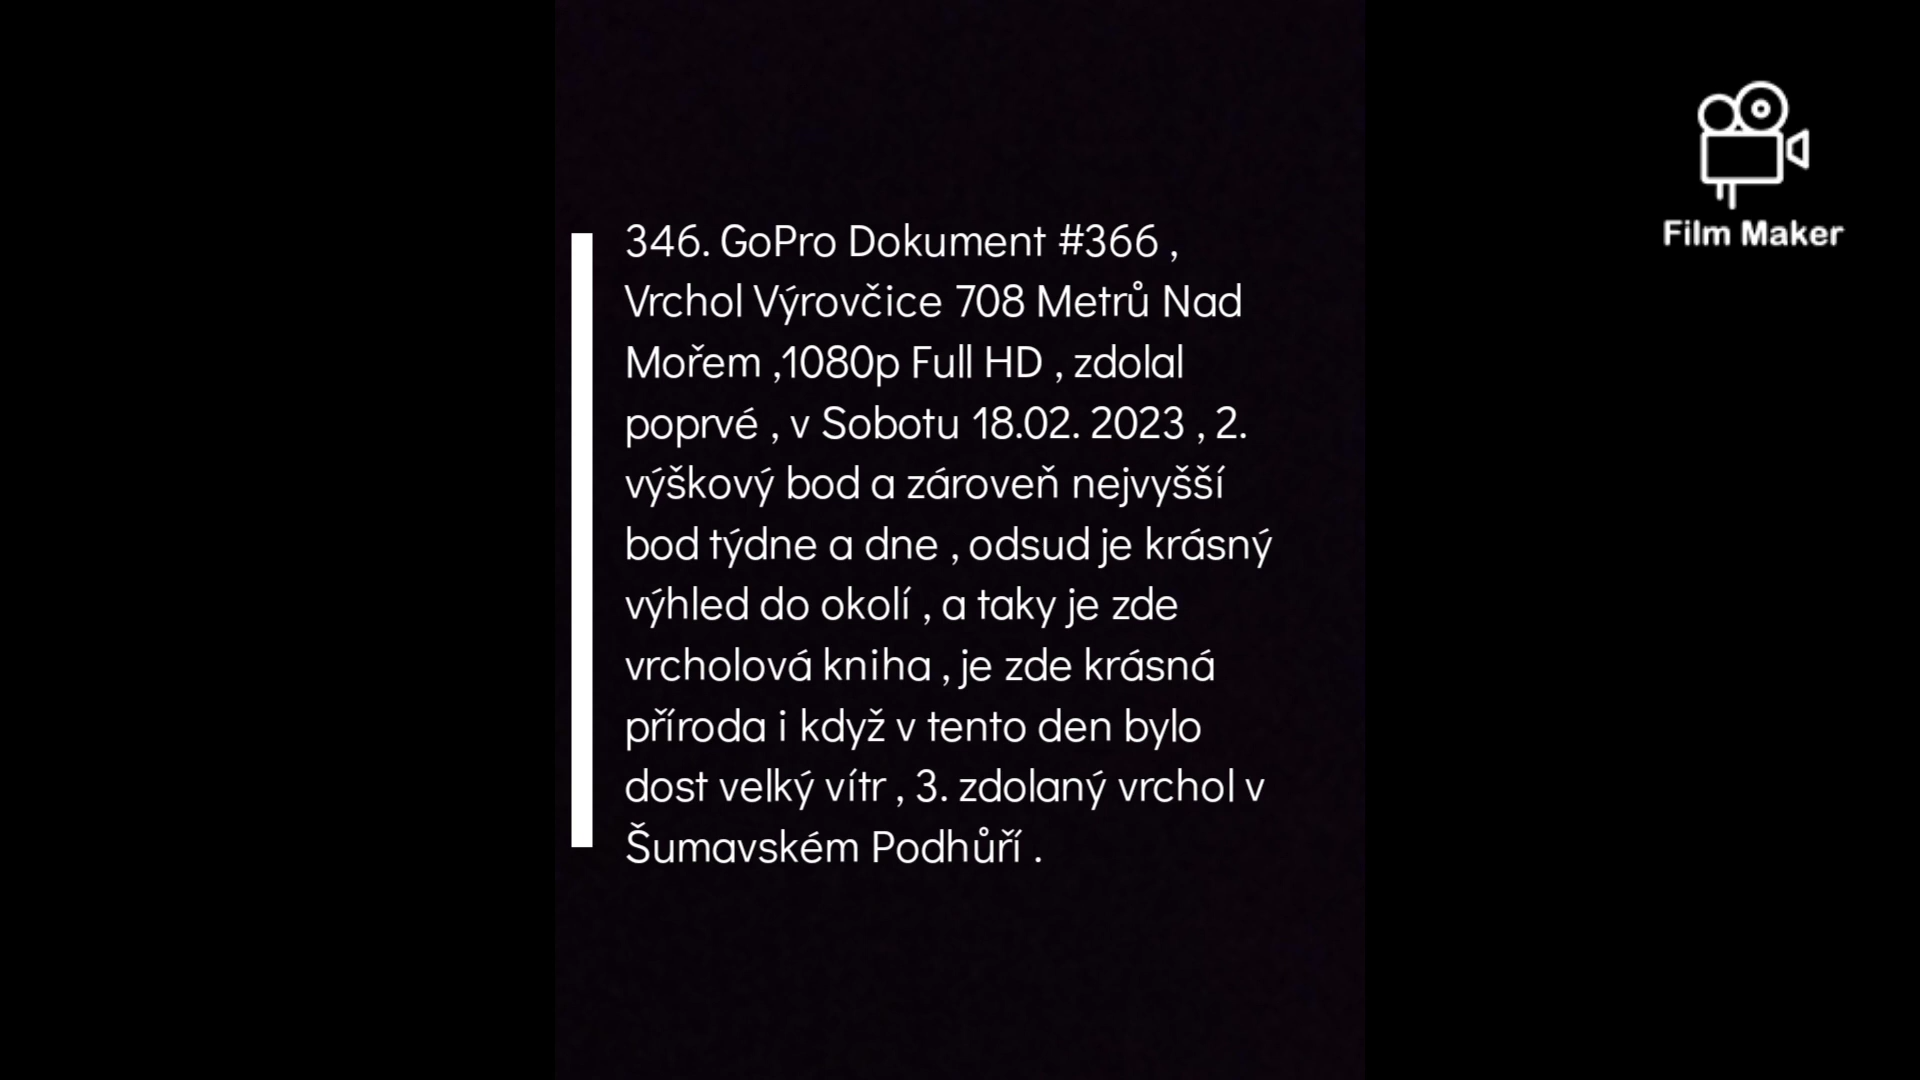 346. GoPro Dokument #366 ,
Vrchol Výrovčice 708 Metrů Nad
Mořem ,1080p Full HD , zdolal
poprvé , v Sobotu 18.02. 2023 , 2.
výškový bod a zároveň nejvyšší
bod týdne a dne , odsud je krásný
výhled do okolí , a taky je zde
vrcholová kniha , je zde krásná
příroda i když v tento den bylo
dost velký vítr , 3. zdolaný vrchol v
Šumavském Podhůří .
Film Maker